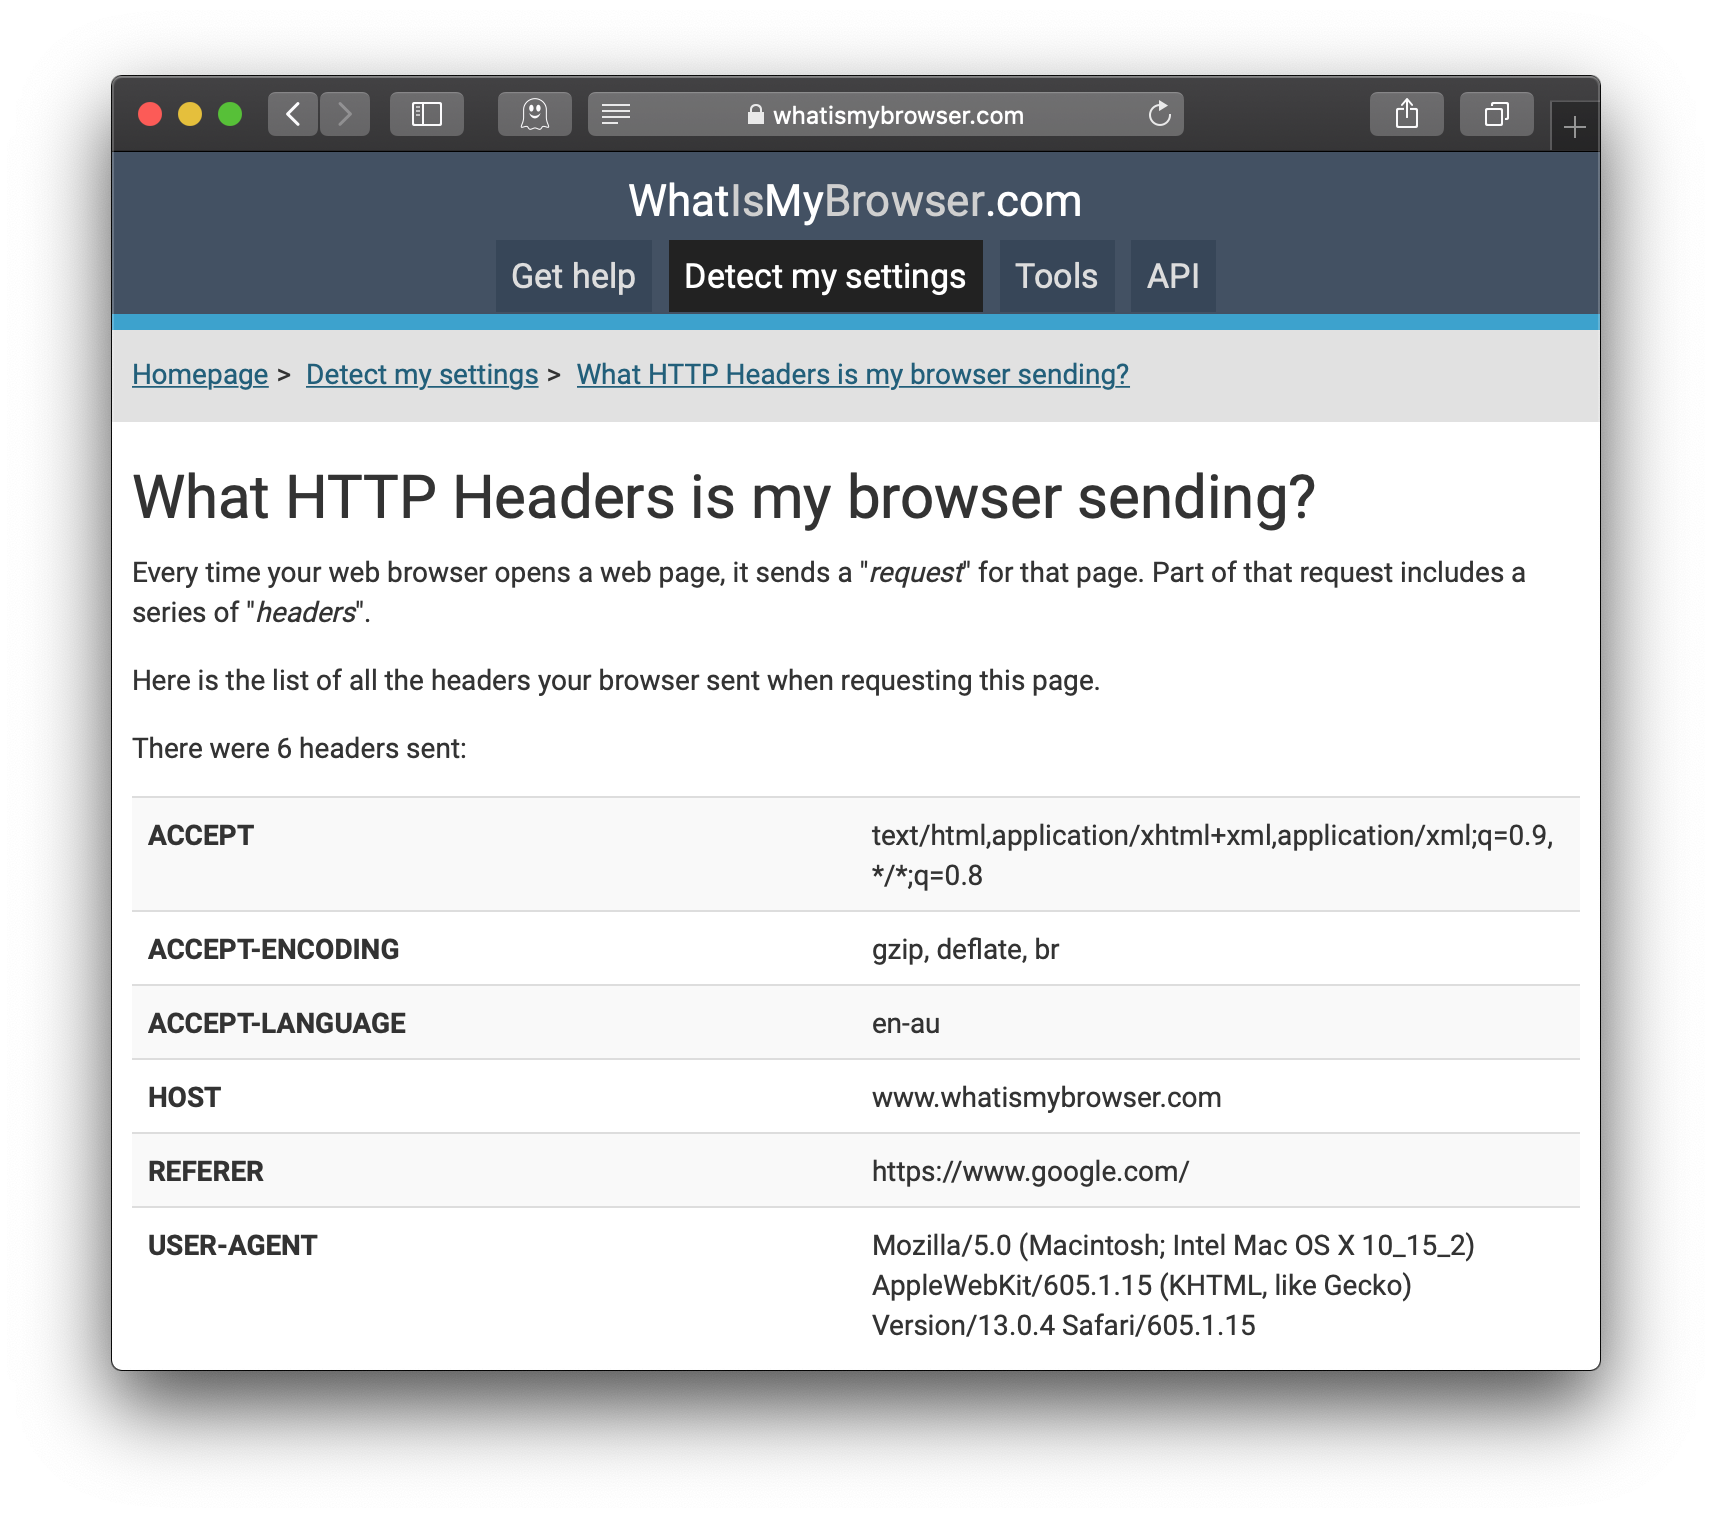 whatismybrowser.com
WhatIsMyBrowser.com
Get help
Detect my settings
Tools
API
Homepage > Detect my settings > What HTTP Headers is my browser sending?
What HTTP Headers is my browser sending?
Every time your web browser opens a web page, it sends a "request" for that page. Part of that request includes a
series of "headers".
Here is the list of all the headers your browser sent when requesting this page.
There were 6 headers sent:
ACCEPT
text/html,application/xhtml+xml,application/xml;q=0.9,
*/*;q=0.8
ACCEPT-ENCODING
gzip, deflate, br
ACCEPT-LANGUAGE
en-au
HOST
www.whatismybrowser.com
REFERER
https://www.google.com/
USER-AGENT
Mozilla/5.0 (Macintosh; Intel Mac OS X 10_15_2)
AppleWebKit/605.1.15 (KHTML, like Gecko)
Version/13.0.4 Safari/605.1.15